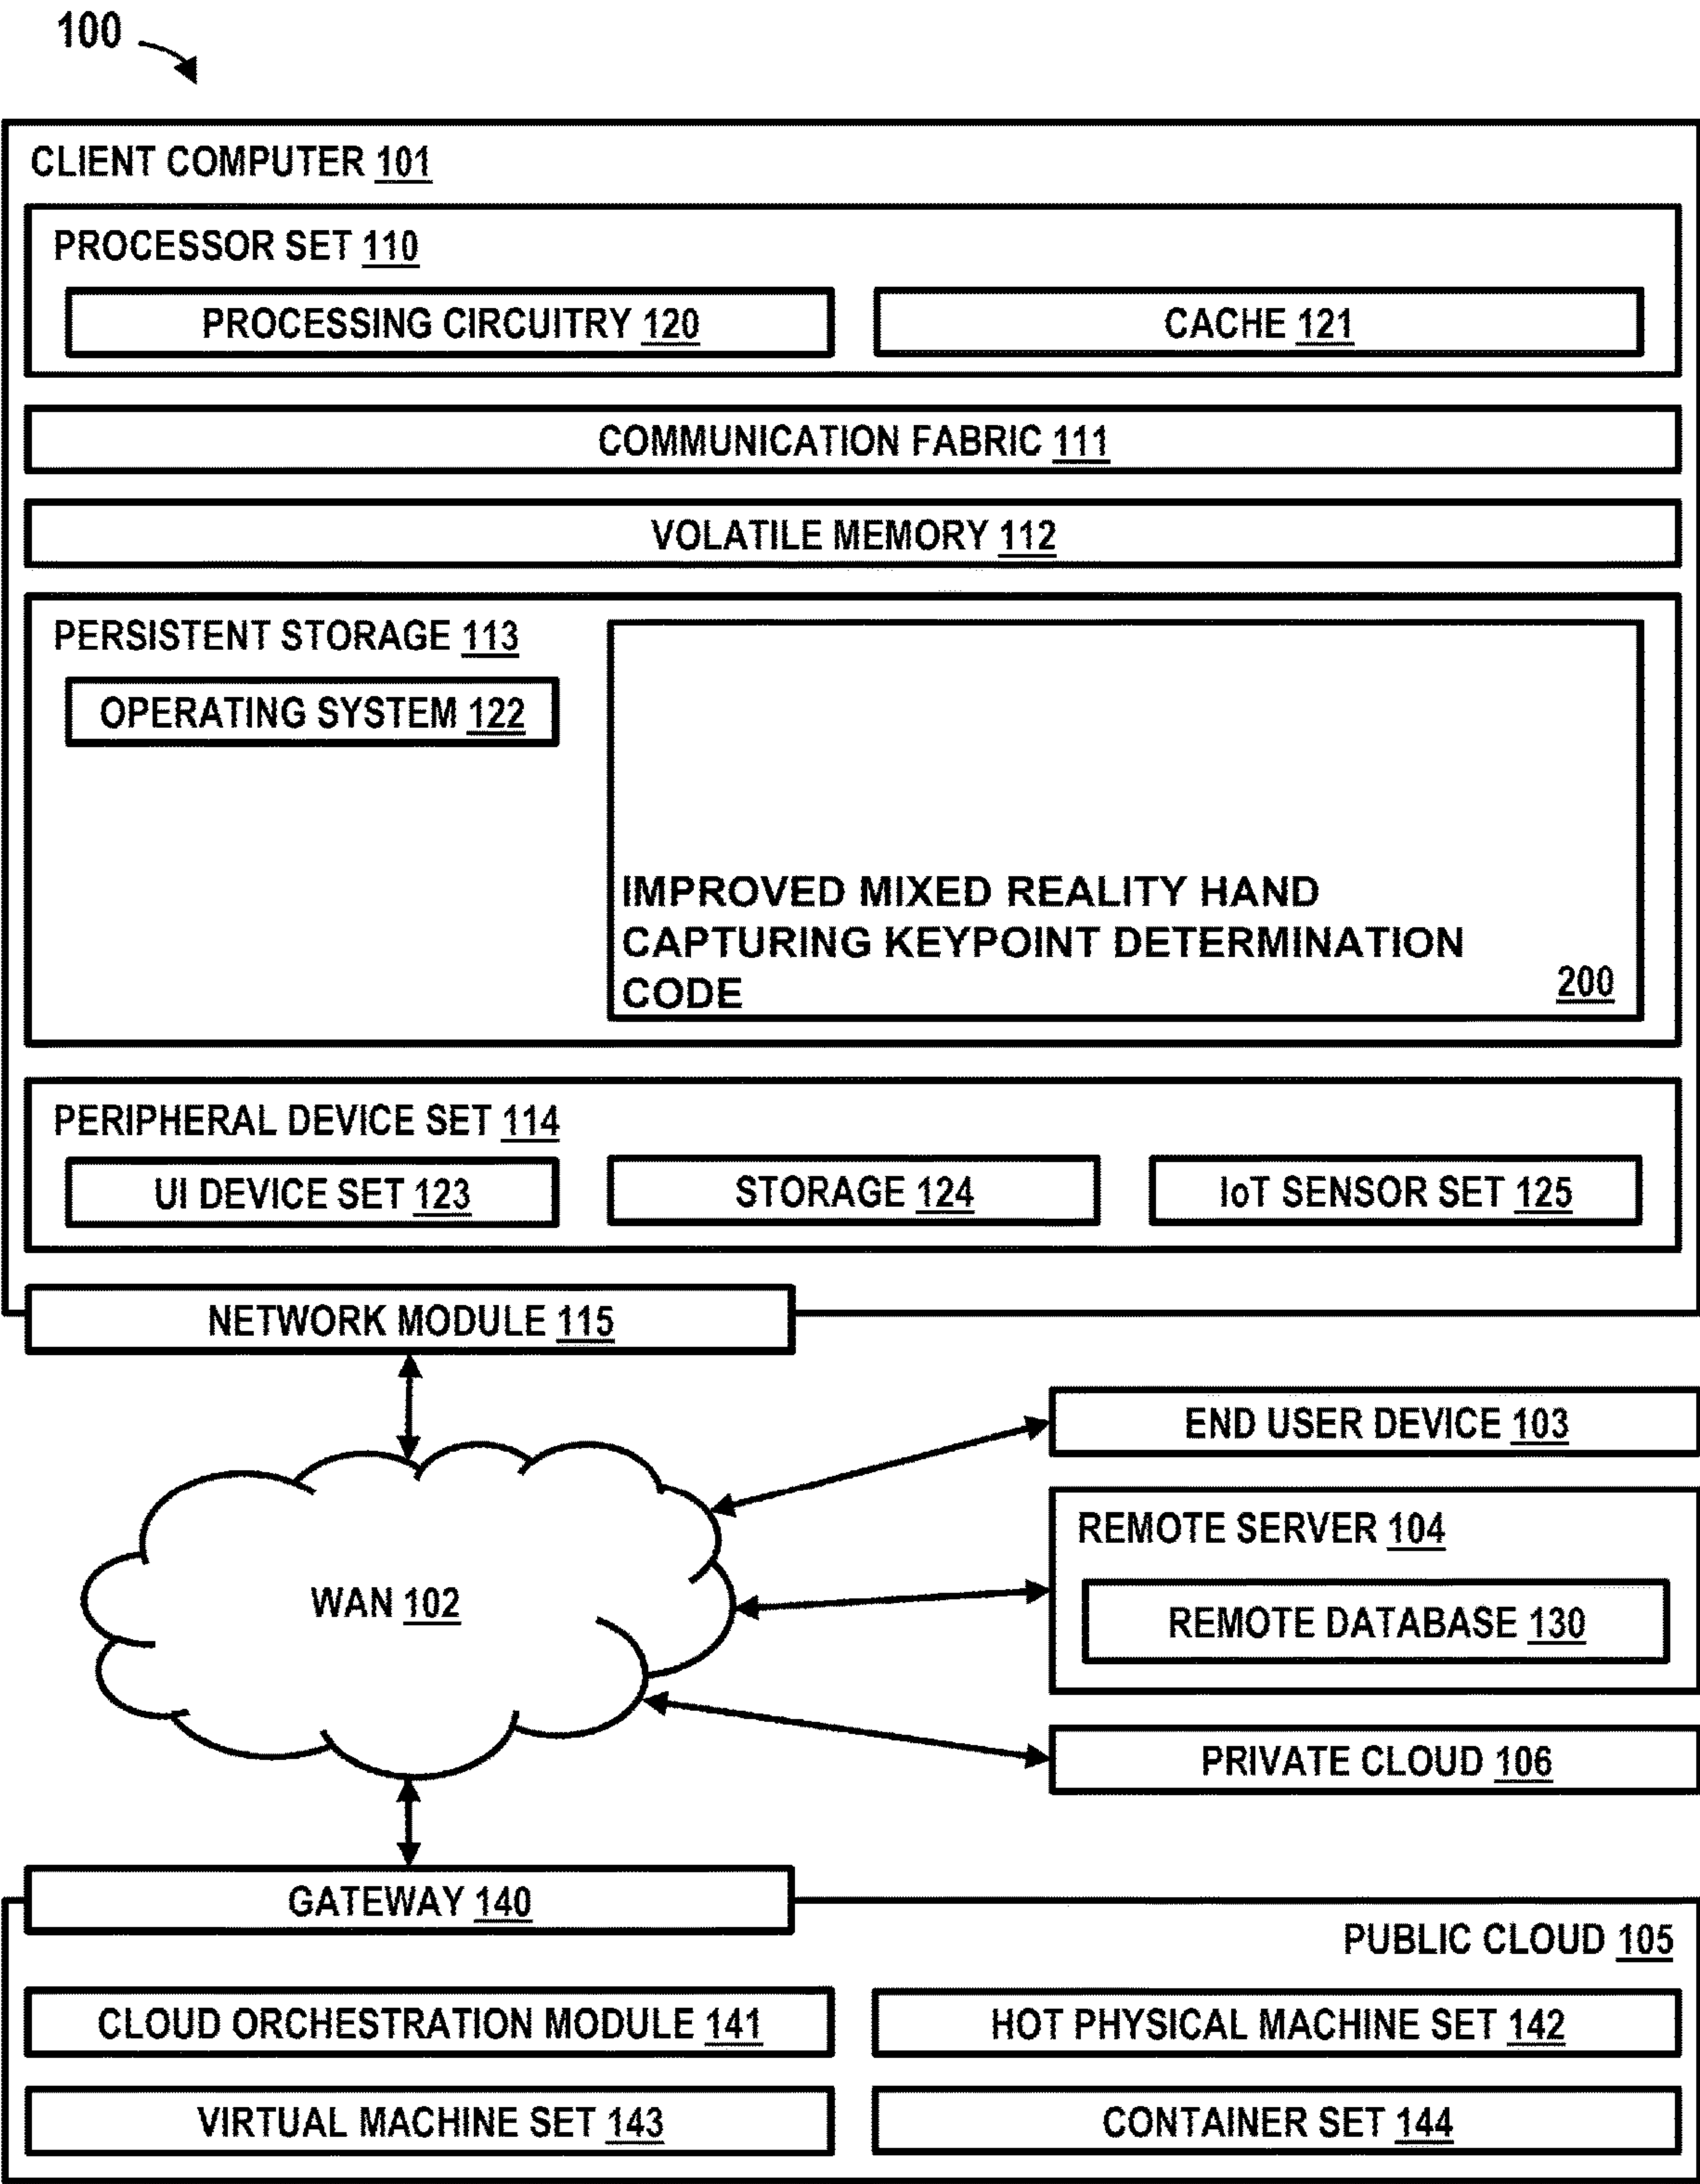 100
CLIENT COMPUTER 101
PROCESSOR SET 110
PROCESSING CIRCUITRY 120
CACHE 121
COMMUNICATION FABRIC 111
VOLATILE MEMORY 112
PERSISTENT STORAGE 113
OPERATING SYSTEM 122
IMPROVED MIXED REALITY HAND
CAPTURING KEYPOINT DETERMINATION
CODE
200
PERIPHERAL DEVICE SET 114
UI DEVICE SET 123
STORAGE 124
IoT SENSOR SET 125
NETWORK MODULE 115
END USER DEVICE 103
REMOTE SERVER 104
WAN 102
REMOTE DATABASE 130
PRIVATE CLOUD 106
GATEWAY 140
PUBLIC CLOUD 105
CLOUD ORCHESTRATION MODULE 141
HOT PHYSICAL MACHINE SET 142
VIRTUAL MACHINE SET 143
CONTAINER SET 144